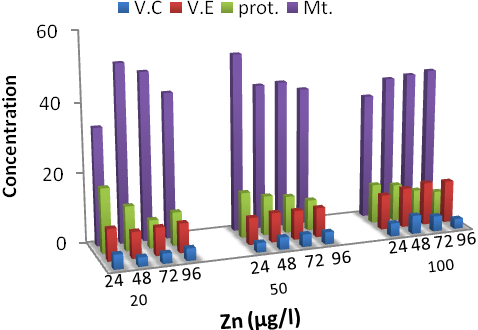 V.C V.E prot. Mt.
60
40
20
0
Concentration
24 48 72 96 24 48 72 96 24 48 72 96
20 50 100
Zn (µg/l)